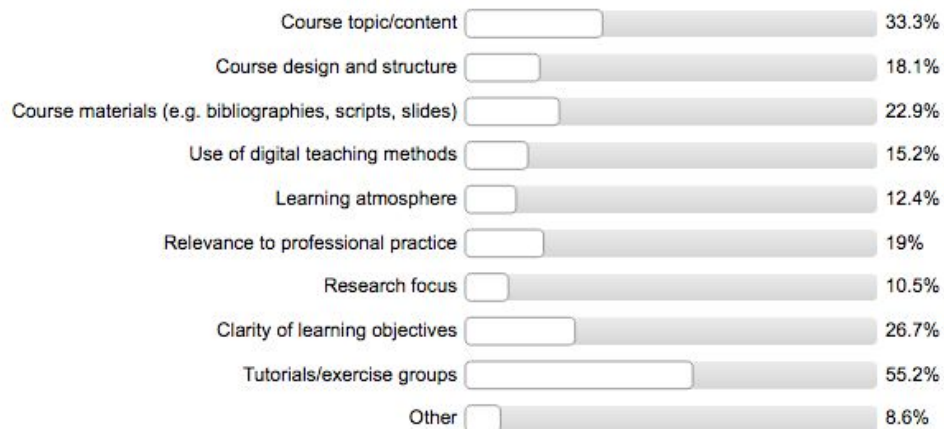 Course topic/content 33.3%
Course design and structure 18.1%
Course materials (e.g. bibliographies, scripts, slides) 22.9%
Use of digital teaching methods 15.2%
Learning atmosphere 12.4%
Relevance to professional practice 19%
Research focus 10.5%
Clarity of learning objectives 26.7%
Tutorials/exercise groups 55.2%
Other 8.6%